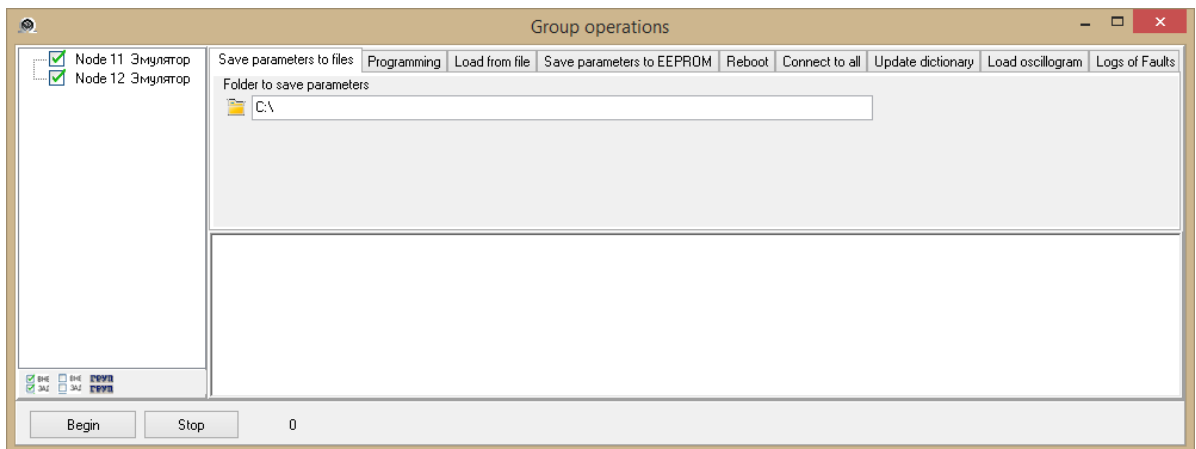 Group operations
Node 11 Эмулятор
Node 12 Эмулятор
Save parameters to files Programming Load from file Save parameters to EEPROM Reboot Connect to all Update dictionary Load oscillogram Logs of Faults
Folder to save parameters
C:\
Begin Stop 0